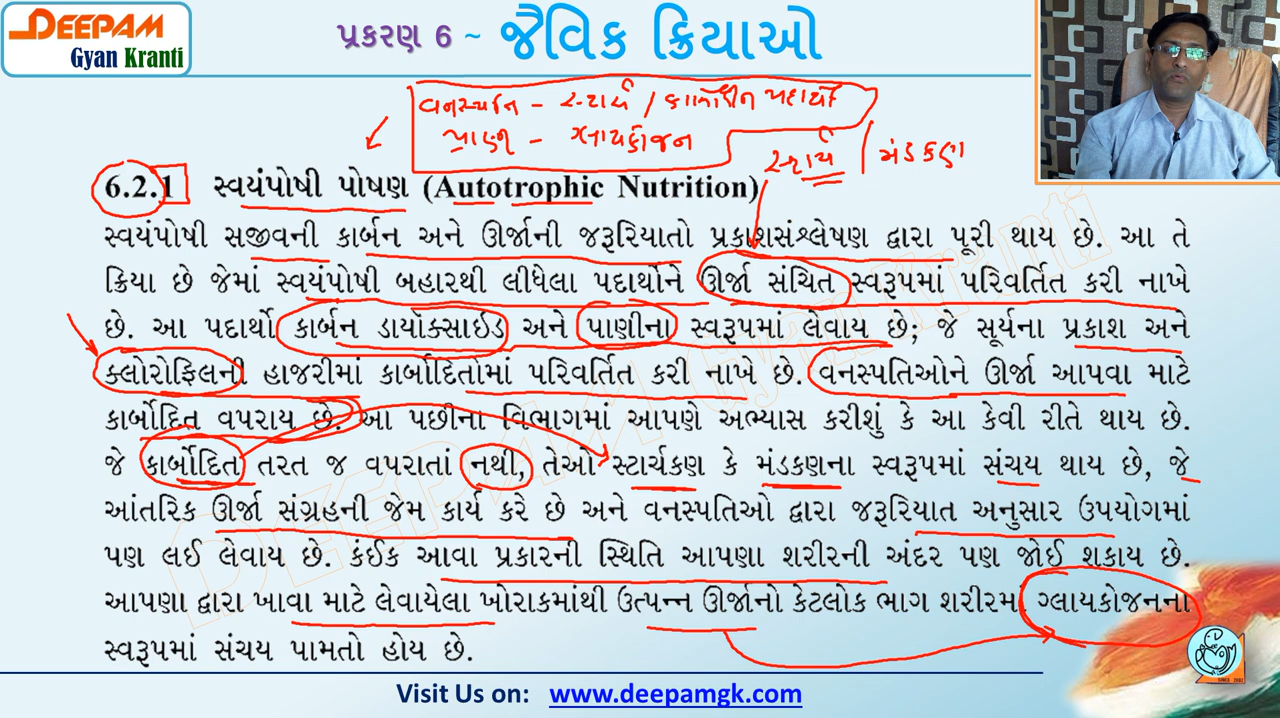 DEEPAM
Gyan Kranti
પ્રકરણ 6 ~ જૈવિક ક્રિયાઓ
વનસ્પતિ - સ્ટાર્ચ / કાર્બોદિત પદાર્થો
પ્રાણી - ગ્લાયકોજન
સ્ટાર્ચ / મંડકણ
6.2.1 સ્વયંપોષી પોષણ (Autotrophic Nutrition)
સ્વયંપોષી સજીવની કાર્બન અને ઊર્જાની જરૂરિયાતો પ્રકાશસંશ્લેષણ દ્વારા પૂરી થાય છે. આ તે
ક્રિયા છે જેમાં સ્વયંપોષી બહારથી લીધેલા પદાર્થોને ઊર્જા સંચિત સ્વરૂપમાં પરિવર્તિત કરી નાખે
છે. આ પદાર્થો કાર્બન ડાયૉક્સાઇડ અને પાણીના સ્વરૂપમાં લેવાય છે; જે સૂર્યના પ્રકાશ અને
ક્લોરોફિલની હાજરીમાં કાર્બોદિતોમાં પરિવર્તિત કરી નાખે છે. વનસ્પતિઓને ઊર્જા આપવા માટે
કાર્બોદિત વપરાય છે. આ પછીના વિભાગમાં આપણે અભ્યાસ કરીશું કે આ કેવી રીતે થાય છે.
જે કાર્બોદિત તરત જ વપરાતાં નથી, તેઓ સ્ટાર્ચકણ કે મંડકણના સ્વરૂપમાં સંચય થાય છે, જે
આંતરિક ઊર્જા સંગ્રહની જેમ કાર્ય કરે છે અને વનસ્પતિઓ દ્વારા જરૂરિયાત અનુસાર ઉપયોગમાં
પણ લઈ લેવાય છે. કંઈક આવા પ્રકારની સ્થિતિ આપણા શરીરની અંદર પણ જોઈ શકાય છે.
આપણા દ્વારા ખાવા માટે લેવાયેલા ખોરાકમાંથી ઉત્પન્ન ઊર્જાનો કેટલોક ભાગ શરીરમાં ગ્લાયકોજનના
સ્વરૂપમાં સંચય પામતો હોય છે.
Visit Us on: www.deepamgk.com